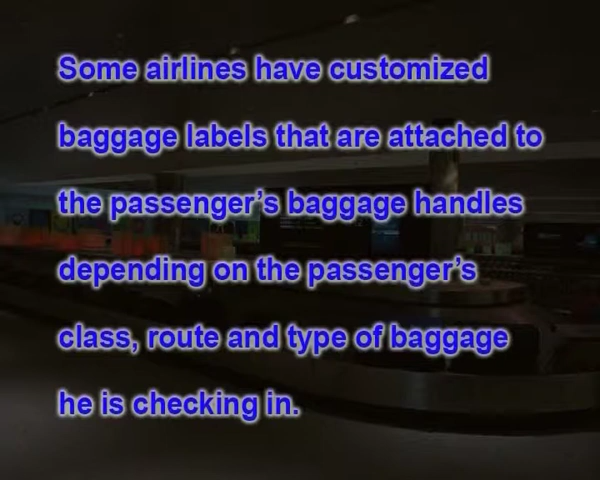 Some airlines have customized
baggage labels that are attached to
the passenger’s baggage handles
depending on the passenger’s
class, route and type of baggage
he is checking in.